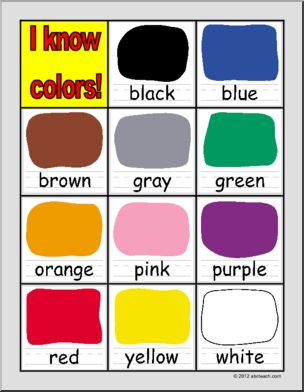 I know
colors!
black
blue
brown
gray
green
orange
pink
purple
red
yellow
white
© 2012 abcteach.com